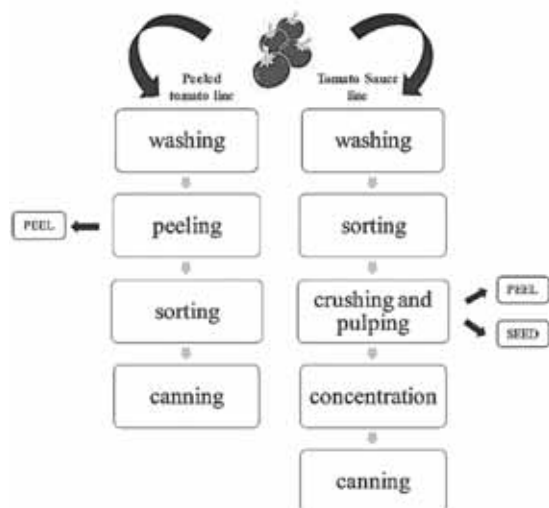 Peeled
tomato line
Tomato Sauce
line
washing
washing
PEEL
peeling
sorting
sorting
crushing and
pulping
PEEL
SEED
canning
concentration
canning